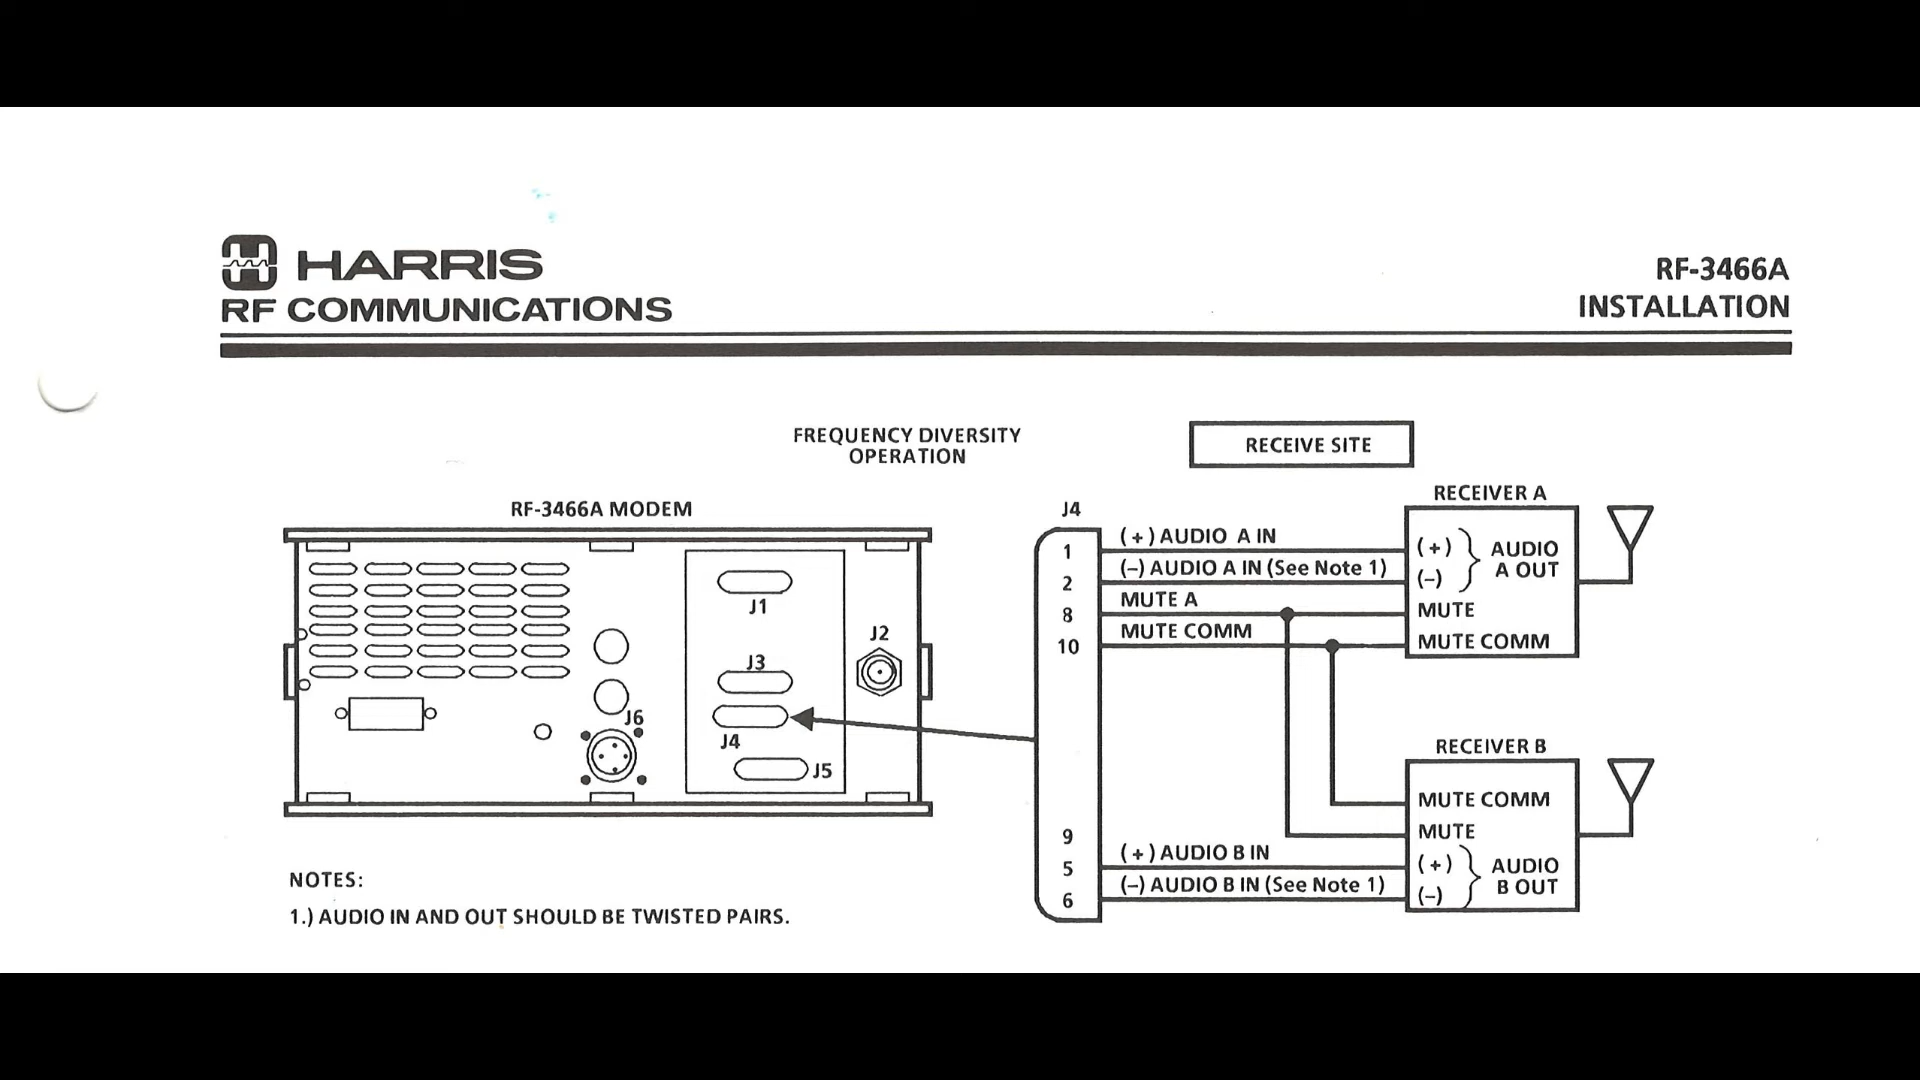 HARRIS
RF COMMUNICATIONS
RF-3466A
INSTALLATION
FREQUENCY DIVERSITY
OPERATION
RECEIVE SITE
RF-3466A MODEM
J1
J2
J3
J6
J4
J5
J4
1
2
8
10
9
5
6
(+) AUDIO A IN
(–) AUDIO A IN (See Note 1)
MUTE A
MUTE COMM
(+) AUDIO B IN
(–) AUDIO B IN (See Note 1)
RECEIVER A
(+)
(–)
AUDIO
A OUT
MUTE
MUTE COMM
RECEIVER B
MUTE COMM
MUTE
(+)
(–)
AUDIO
B OUT
NOTES:
1.) AUDIO IN AND OUT SHOULD BE TWISTED PAIRS.